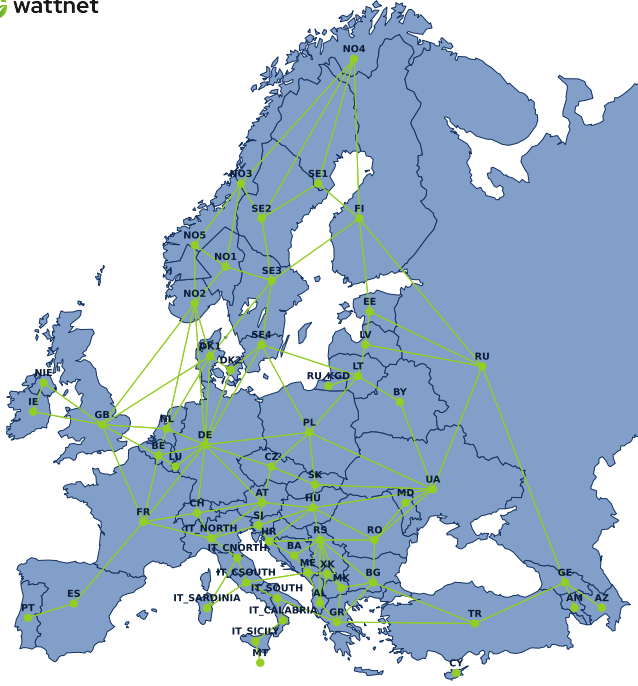 wattnet
NO4
NO3
SE1
SE2
FI
NO5
NO1
SE3
NO2
EE
SE4
LV
DK1
RU
DK2
LT
NIE
RU_KGD
BY
IE
GB
NL
PL
DE
BE
LU
CZ
SK
UA
AT
MD
HU
CH
FR
SI
IT_NORTH
HR
RS
RO
IT_CNORTH
BA
ME
XK
IT_CSOUTH
MK
BG
GE
IT_SOUTH
ES
AL
IT_SARDINIA
AM
AZ
PT
IT_CALABRIA
GR
TR
IT_SICILY
MT
CY